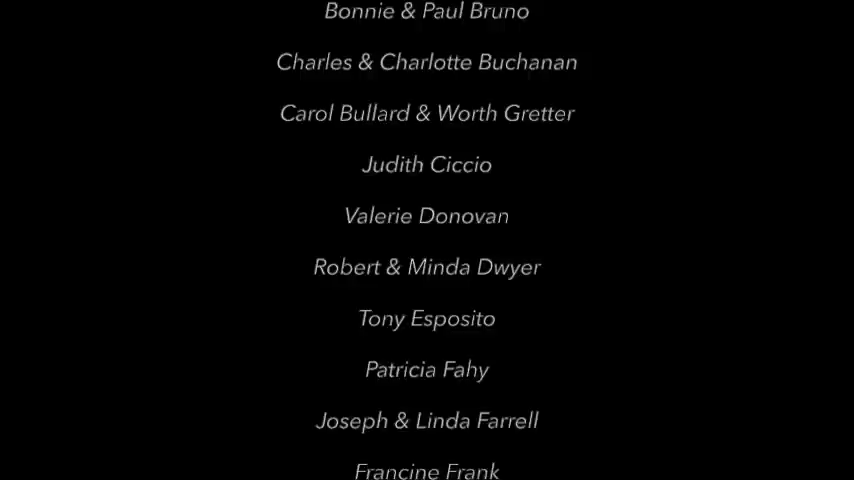 Bonnie & Paul Bruno
Charles & Charlotte Buchanan
Carol Bullard & Worth Gretter
Judith Ciccio
Valerie Donovan
Robert & Minda Dwyer
Tony Esposito
Patricia Fahy
Joseph & Linda Farrell
Francine Frank